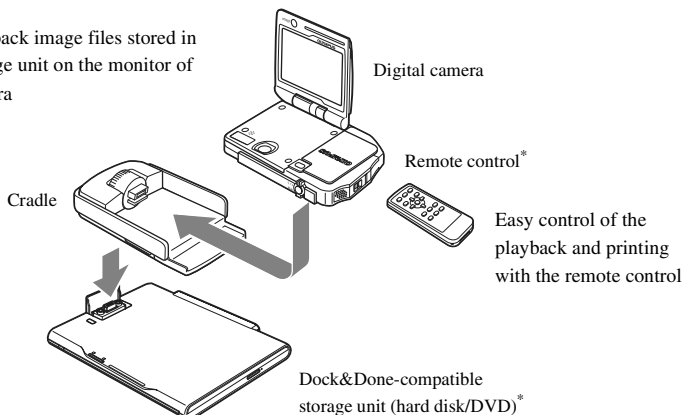 back image files stored in
ge unit on the monitor of
ra
Digital camera
Remote control*
Cradle
Easy control of the
playback and printing
with the remote control
Dock&Done-compatible
storage unit (hard disk/DVD)*